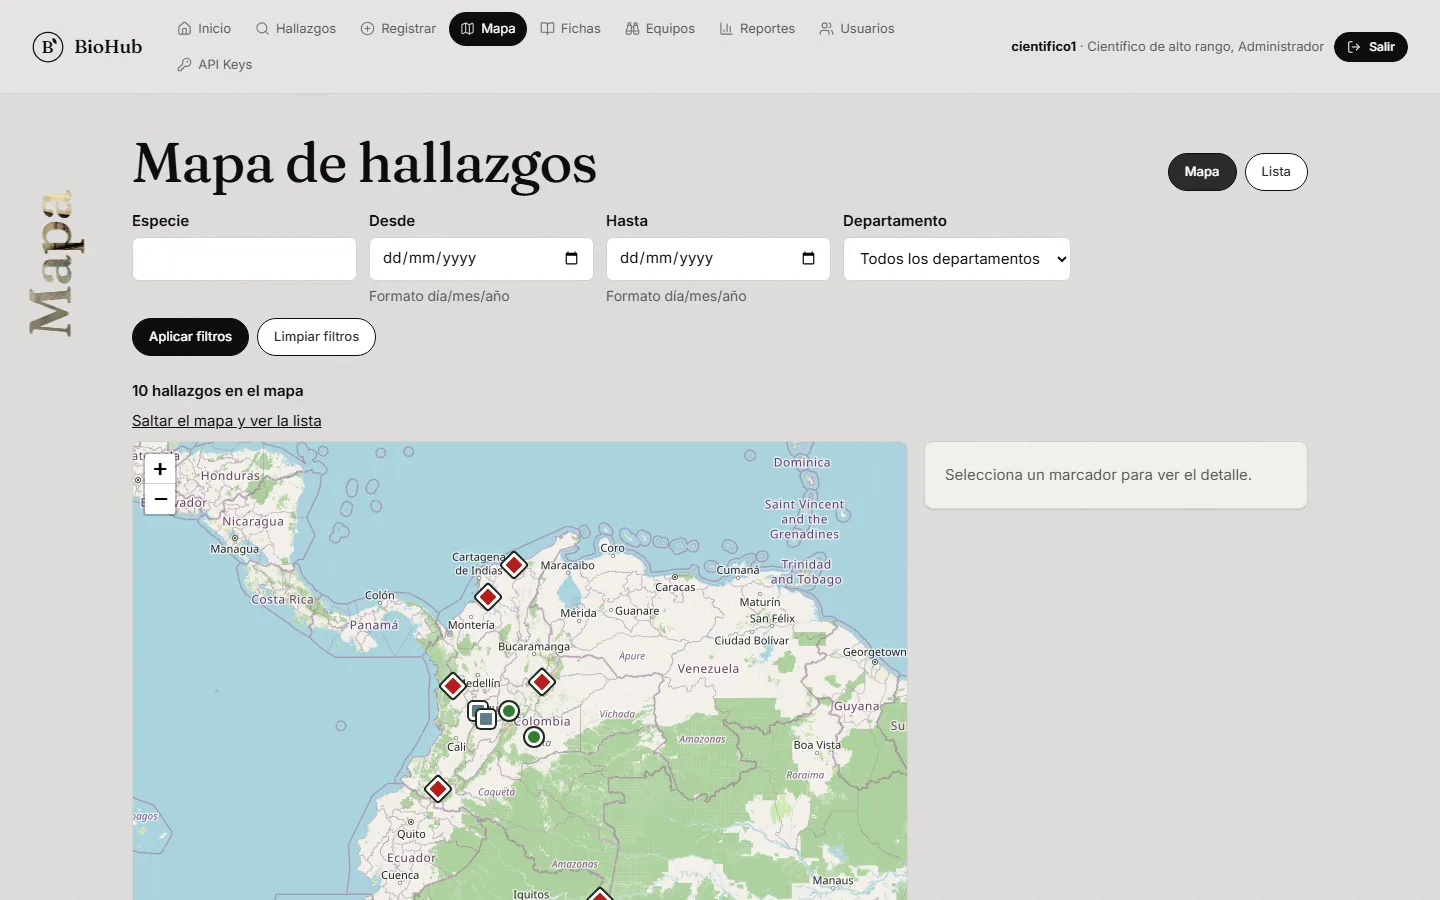 BioHub
Inicio
Hallazgos
Registrar
Mapa
Fichas
Equipos
Reportes
Usuarios
API Keys
cientifico1 · Científico de alto rango, Administrador
Salir
Mapa
Mapa de hallazgos
Mapa
Lista
Especie
Desde
Hasta
Departamento
dd/mm/yyyy
dd/mm/yyyy
Todos los departamentos
Formato día/mes/año
Formato día/mes/año
Aplicar filtros
Limpiar filtros
10 hallazgos en el mapa
Saltar el mapa y ver la lista
Selecciona un marcador para ver el detalle.
+
−
Honduras
Nicaragua
Managua
Costa Rica
Colón
Panamá
Cartagena
de Indias
Montería
Maracaibo
Coro
Mérida
Guanare
Caracas
Cumaná
Maturín
San Félix
Ciudad Bolívar
Dominica
Saint Vincent
and the
Grenadines
Trinidad
and Tobago
Georgetown
Guyana
Bucaramanga
Apure
Venezuela
Vichada
Colombia
Cali
Amazonas
Boa Vista
Roraima
Caquetá
Quito
Ecuador
Cuenca
Amazonas
Iquitos
Manaus